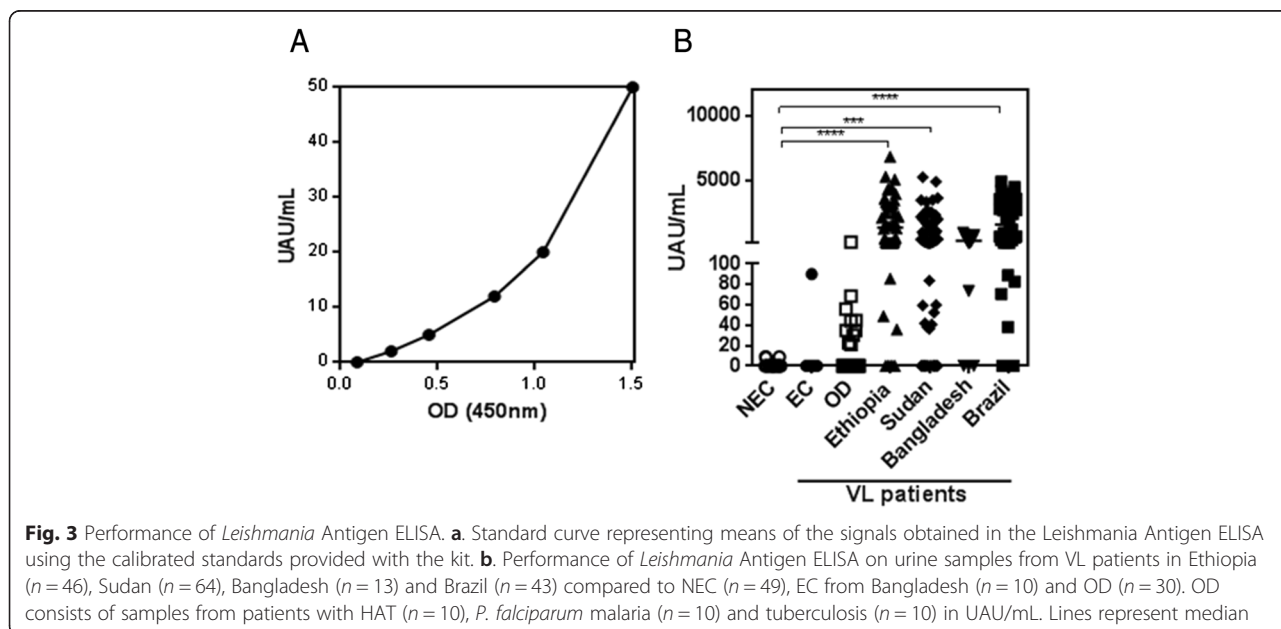 A
B
UAU/mL
50
40
30
20
10
0
0.0 0.5 1.0 1.5
OD (450nm)
UAU/mL
10000
5000
100
80
60
40
20
0
****
***
****
NEC
EC
OD
Ethiopia
Sudan
Bangladesh
Brazil
VL patients
Fig. 3 Performance of Leishmania Antigen ELISA. a. Standard curve representing means of the signals obtained in the Leishmania Antigen ELISA
using the calibrated standards provided with the kit. b. Performance of Leishmania Antigen ELISA on urine samples from VL patients in Ethiopia
(n = 46), Sudan (n = 64), Bangladesh (n = 13) and Brazil (n = 43) compared to NEC (n = 49), EC from Bangladesh (n = 10) and OD (n = 30). OD
consists of samples from patients with HAT (n = 10), P. falciparum malaria (n = 10) and tuberculosis (n = 10) in UAU/mL. Lines represent median